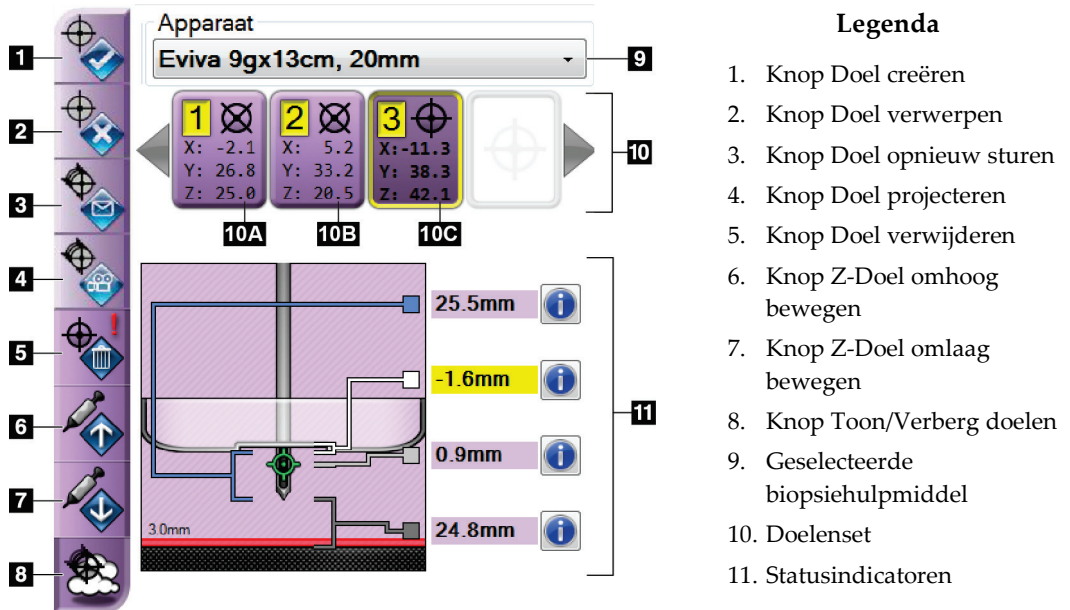 Apparaat
1
Eviva 9gx13cm, 20mm
9
2
1
X: -2.1
Y: 26.8
Z: 25.0
2
X: 5.2
Y: 33.2
Z: 20.5
3
X:-11.3
Y: 38.3
Z: 42.1
10
3
10A
10B
10C
4
25.5mm
5
!
-1.6mm
11
6
0.9mm
7
3.0mm
24.8mm
8
Legenda
1. Knop Doel creëren
2. Knop Doel verwerpen
3. Knop Doel opnieuw sturen
4. Knop Doel projecteren
5. Knop Doel verwijderen
6. Knop Z-Doel omhoog
bewegen
7. Knop Z-Doel omlaag
bewegen
8. Knop Toon/Verberg doelen
9. Geselecteerde
biopsiehulpmiddel
10. Doelenset
11. Statusindicatoren